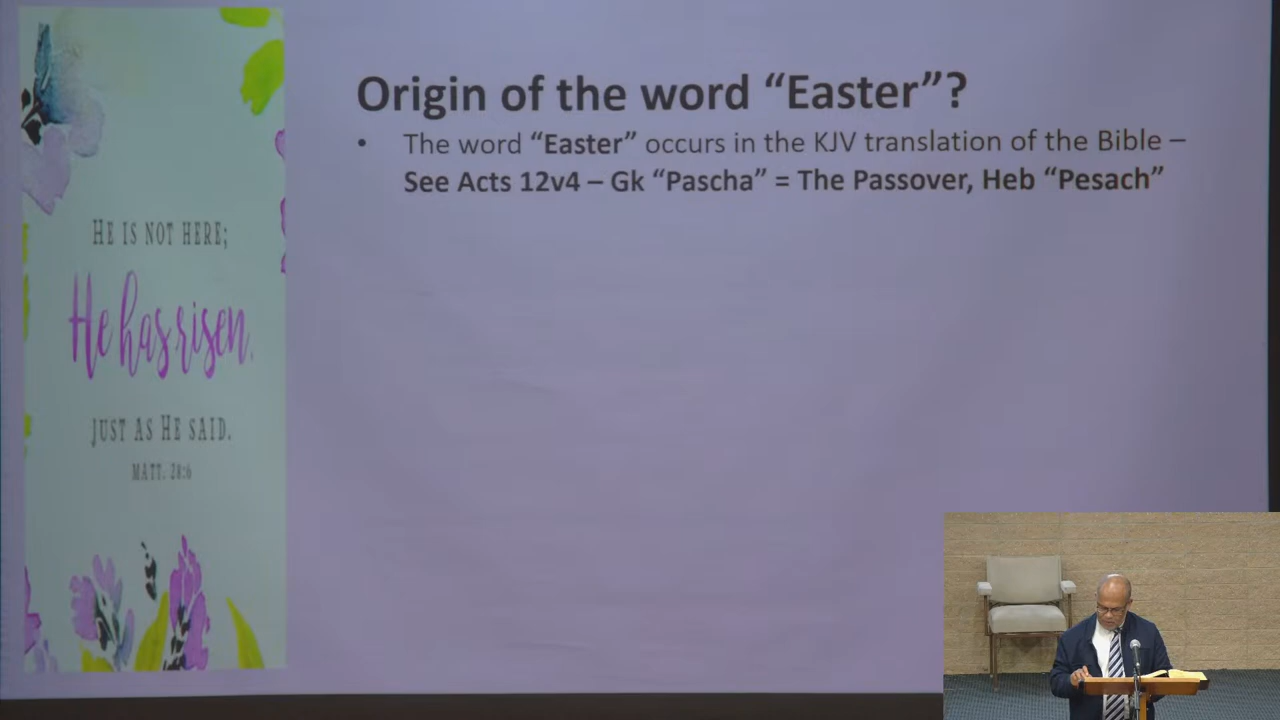 Origin of the word “Easter”?
• The word “Easter” occurs in the KJV translation of the Bible –
See Acts 12v4 – Gk “Pascha” = The Passover, Heb “Pesach”
HE IS NOT HERE;
He has risen.
JUST AS HE SAID.
MATT. 28:6